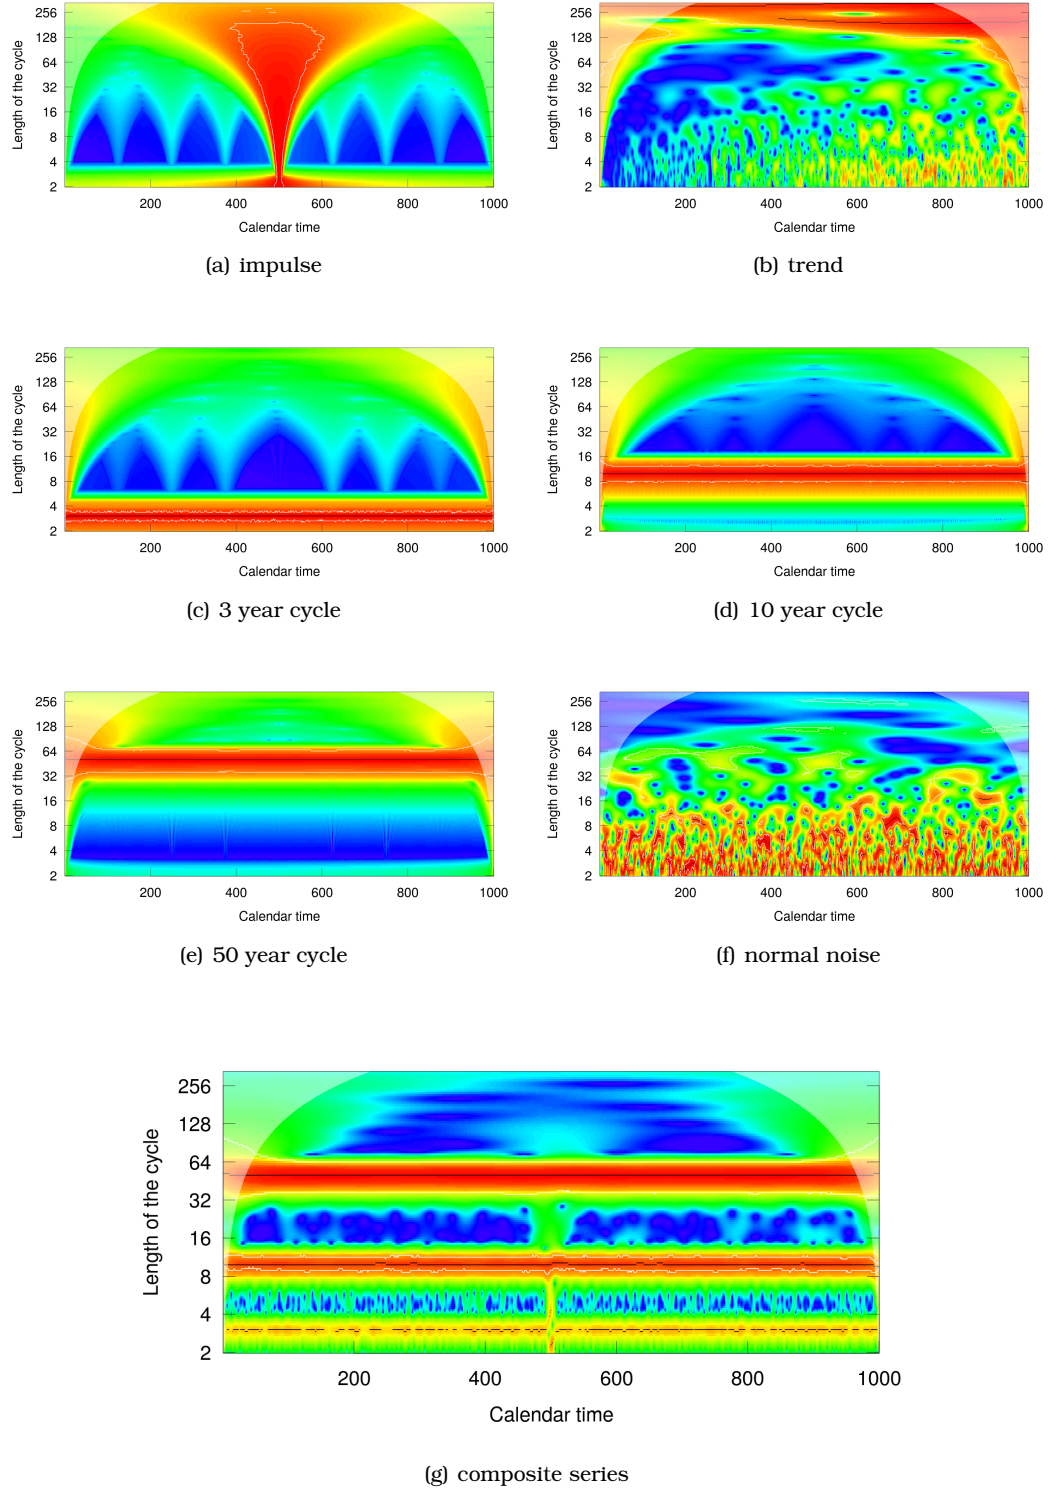 Length of the cycle
256
128
64
32
16
8
4
2
200 400 600 800 1000
Calendar time
(a) impulse
Length of the cycle
256
128
64
32
16
8
4
2
200 400 600 800 1000
Calendar time
(b) trend
Length of the cycle
256
128
64
32
16
8
4
2
200 400 600 800 1000
Calendar time
(c) 3 year cycle
Length of the cycle
256
128
64
32
16
8
4
2
200 400 600 800 1000
Calendar time
(d) 10 year cycle
Length of the cycle
256
128
64
32
16
8
4
2
200 400 600 800 1000
Calendar time
(e) 50 year cycle
Length of the cycle
256
128
64
32
16
8
4
2
200 400 600 800 1000
Calendar time
(f) normal noise
Length of the cycle
256
128
64
32
16
8
4
2
200 400 600 800 1000
Calendar time
(g) composite series